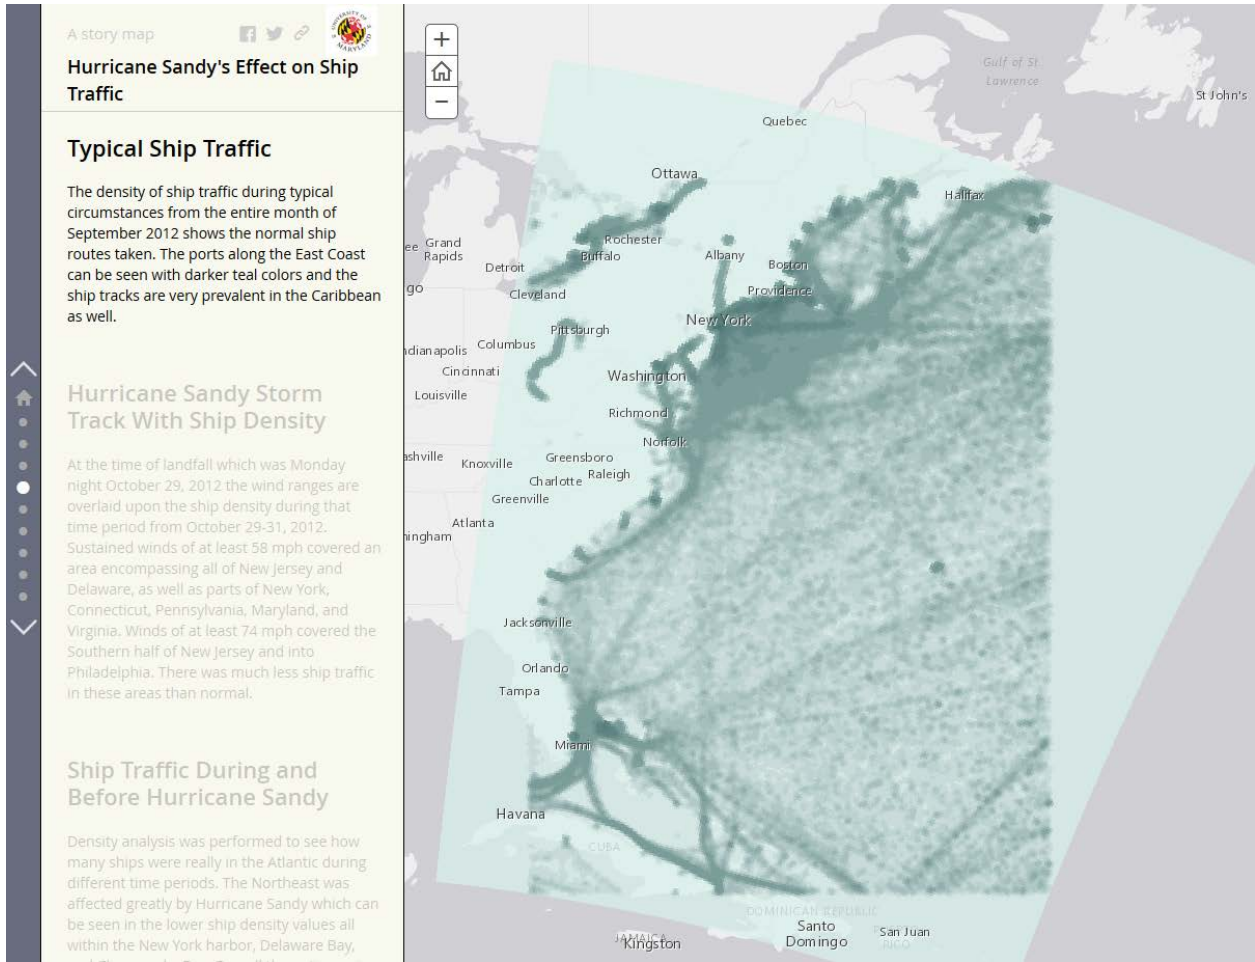 A story map
UNIVERSITY OF
MARYLAND
Hurricane Sandy's Effect on Ship
Traffic
Typical Ship Traffic
The density of ship traffic during typical
circumstances from the entire month of
September 2012 shows the normal ship
routes taken. The ports along the East Coast
can be seen with darker teal colors and the
ship tracks are very prevalent in the Caribbean
as well.
Hurricane Sandy Storm
Track With Ship Density
At the time of landfall which was Monday
night October 29, 2012 the wind ranges are
overlaid upon the ship density during that
time period from October 29-31, 2012.
Sustained winds of at least 58 mph covered an
area encompassing all of New Jersey and
Delaware, as well as parts of New York,
Connecticut, Pennsylvania, Maryland, and
Virginia. Winds of at least 74 mph covered the
Southern half of New Jersey and into
Philadelphia. There was much less ship traffic
in these areas than normal.
Ship Traffic During and
Before Hurricane Sandy
Density analysis was performed to see how
many ships were really in the Atlantic during
different time periods. The Northeast was
affected greatly by Hurricane Sandy which can
be seen in the lower ship density values all
within the New York harbor, Delaware Bay,
+
−
Gulf of St.
Lawrence
St John's
Quebec
Ottawa
Halifax
Rochester
ee
Grand
Rapids
Buffalo
Albany
Boston
Detroit
go
Cleveland
Providence
New York
Pittsburgh
Columbus
ndianapolis
Cincinnati
Washington
Louisville
Richmond
Norfolk
ashville
Knoxville
Greensboro
Raleigh
Charlotte
Greenville
Atlanta
mingham
Jacksonville
Orlando
Tampa
Miami
Havana
CUBA
DOMINICAN REPUBLIC
Santo
Domingo
San Juan
RICO
JAMAICA
Kingston